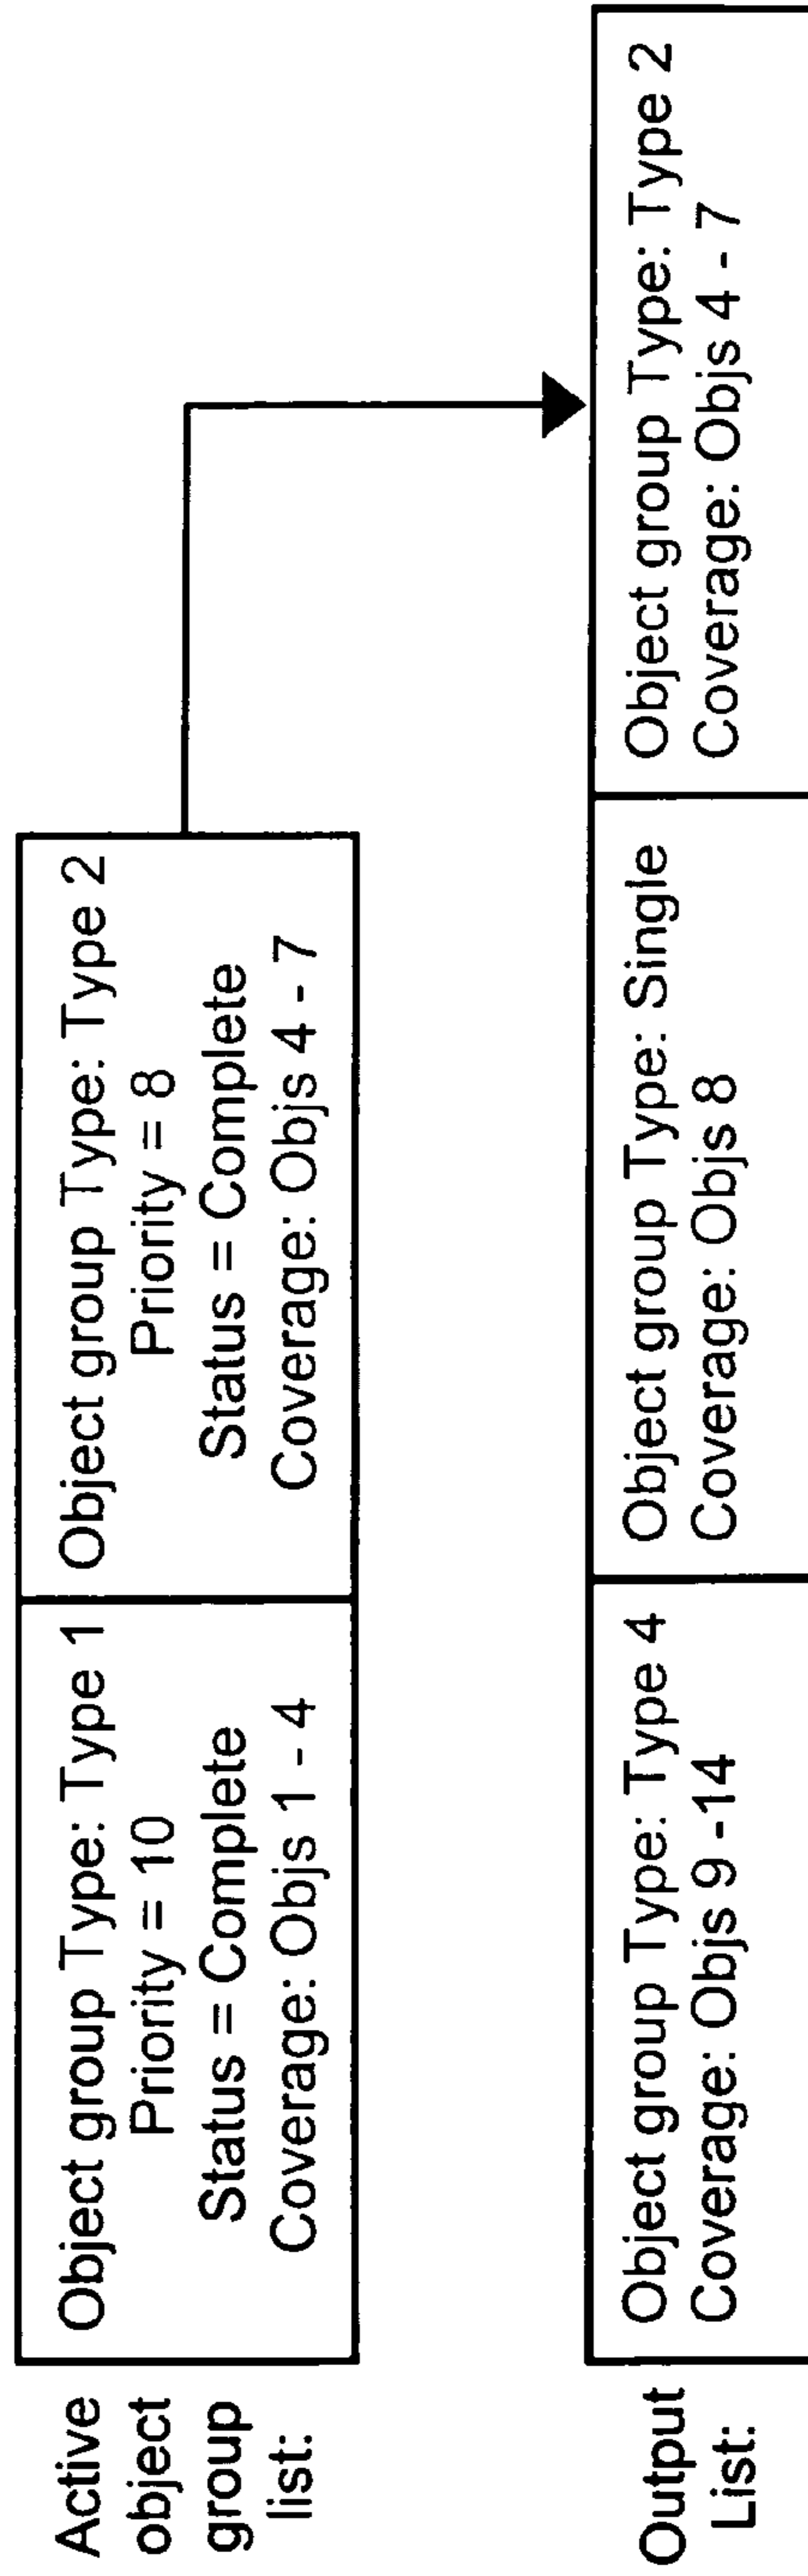 Active
object
group
list:
Object group Type: Type 1
Priority = 10
Status = Complete
Coverage: Objs 1 - 4
Object group Type: Type 2
Priority = 8
Status = Complete
Coverage: Objs 4 - 7
Output
List:
Object group Type: Type 4
Coverage: Objs 9 -14
Object group Type: Single
Coverage: Objs 8
Object group Type: Type 2
Coverage: Objs 4 - 7